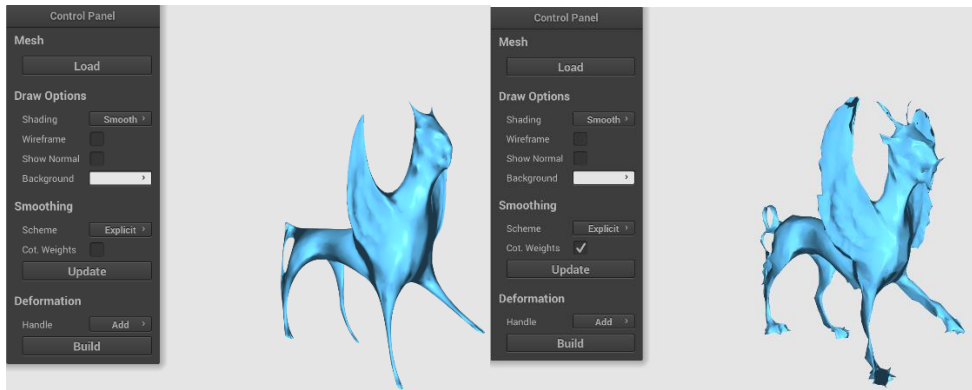 Control Panel
Mesh
Load
Draw Options
Shading Smooth
Wireframe
Show Normal
Background
Smoothing
Scheme Explicit
Cot. Weights
Update
Deformation
Handle Add
Build
Control Panel
Mesh
Load
Draw Options
Shading Smooth
Wireframe
Show Normal
Background
Smoothing
Scheme Explicit
Cot. Weights
Update
Deformation
Handle Add
Build